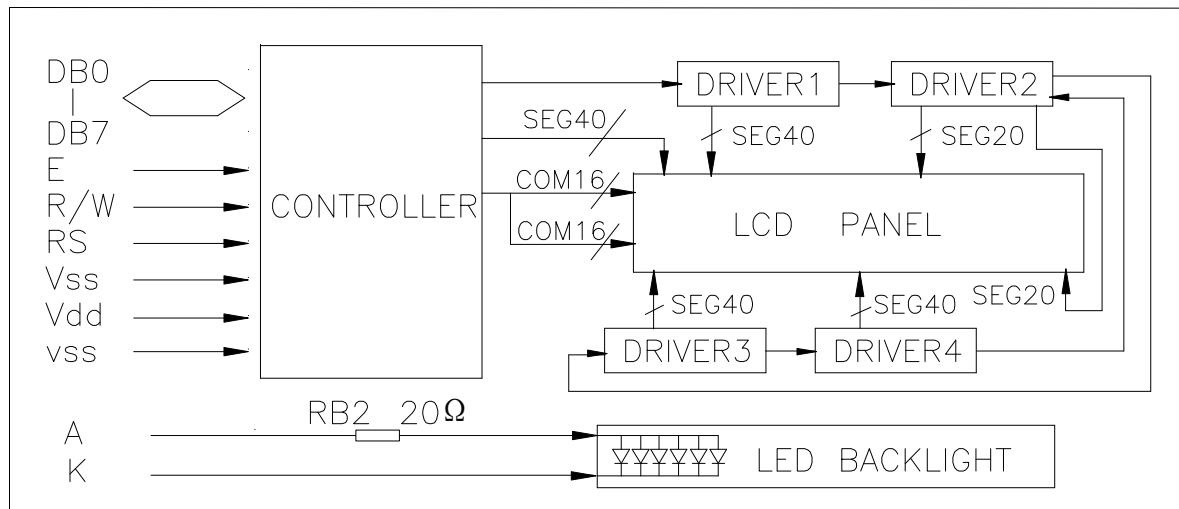 DB0
DB7
E
R/W
RS
Vss
Vdd
vss
CONTROLLER
SEG40
COM16
COM16
DRIVER1
DRIVER2
SEG40
SEG20
LCD PANEL
SEG40
SEG40
SEG20
DRIVER3
DRIVER4
RB2 20Ω
A
K
LED BACKLIGHT